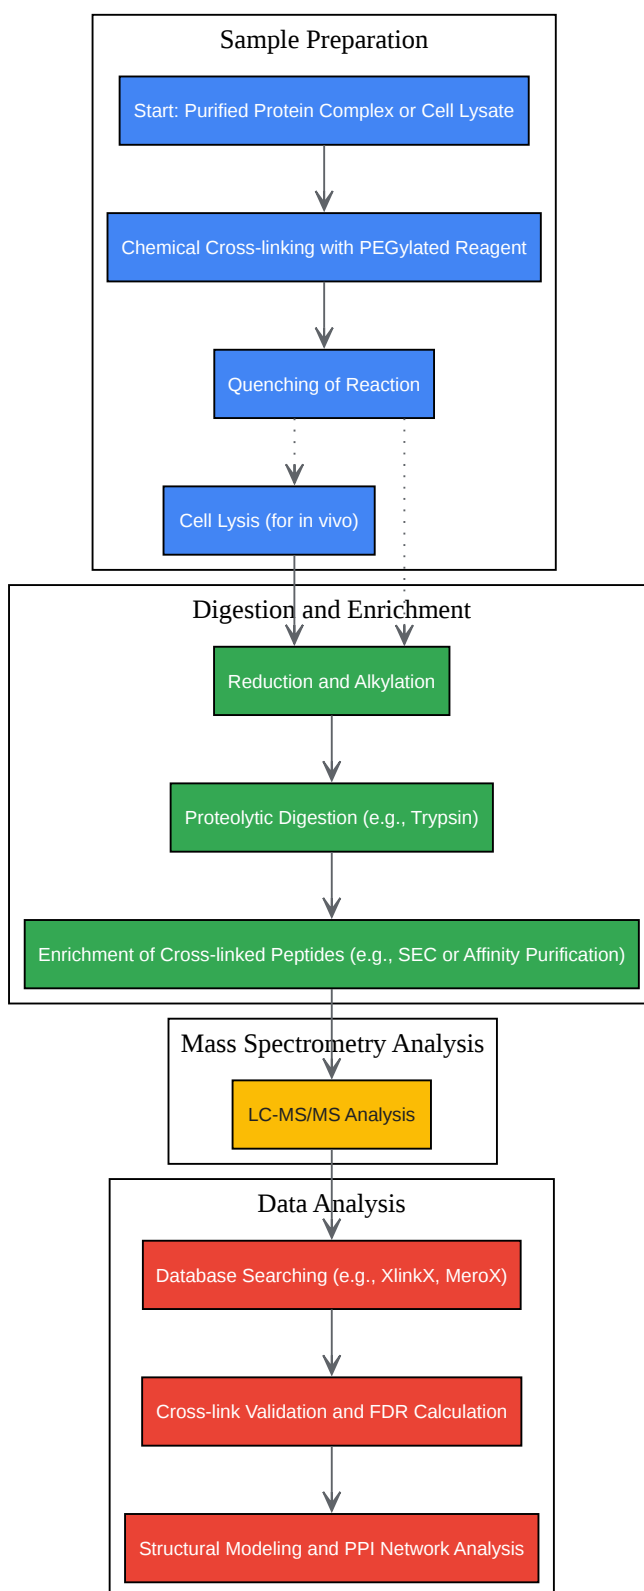 Sample Preparation
Start: Purified Protein Complex or Cell Lysate
Chemical Cross-linking with PEGylated Reagent
Quenching of Reaction
Cell Lysis (for in vivo)
Digestion and Enrichment
Reduction and Alkylation
Proteolytic Digestion (e.g., Trypsin)
Enrichment of Cross-linked Peptides (e.g., SEC or Affinity Purification)
Mass Spectrometry Analysis
LC-MS/MS Analysis
Data Analysis
Database Searching (e.g., XlinkX, MeroX)
Cross-link Validation and FDR Calculation
Structural Modeling and PPI Network Analysis